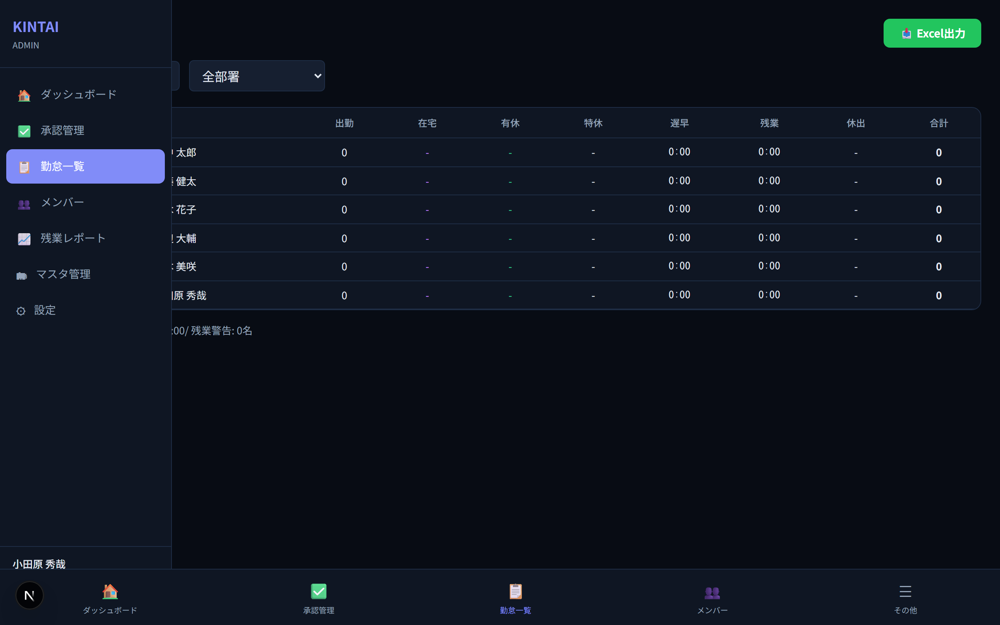 KINTAI
ADMIN
ダッシュボード
承認管理
勤怠一覧
メンバー
残業レポート
マスタ管理
設定
小田原 秀哉
Excel出力
全部署
出勤 在宅 有休 特休 遅早 残業 休出 合計
太郎 0 - - - 0:00 0:00 - 0
健太 0 - - - 0:00 0:00 - 0
花子 0 - - - 0:00 0:00 - 0
大輔 0 - - - 0:00 0:00 - 0
美咲 0 - - - 0:00 0:00 - 0
原 秀哉 0 - - - 0:00 0:00 - 0
:00/ 残業警告: 0名
N
ダッシュボード
承認管理
勤怠一覧
メンバー
その他